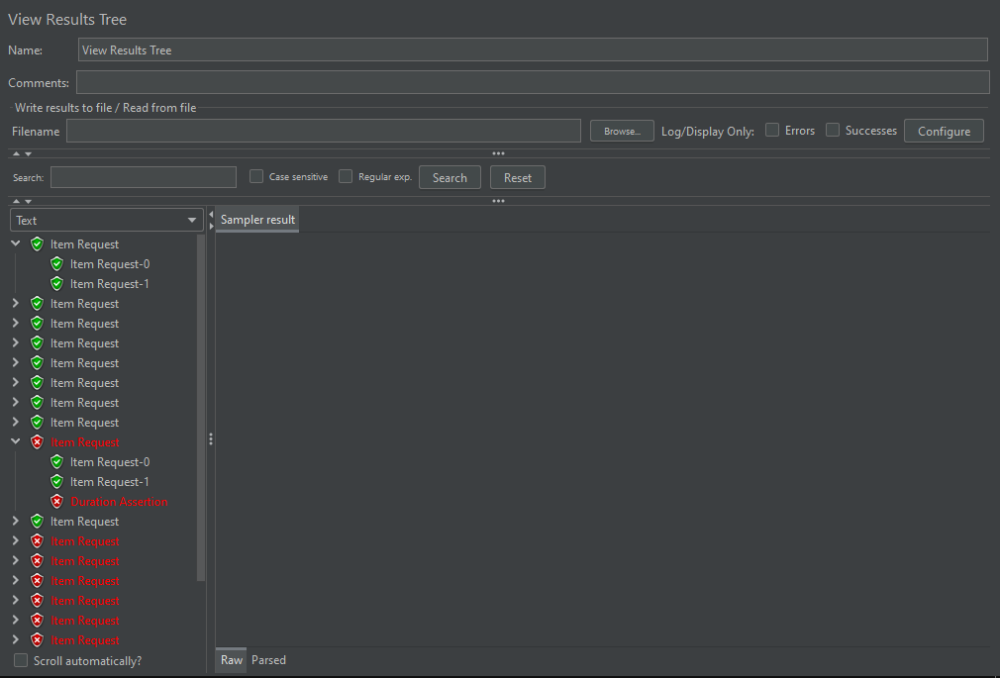 View Results Tree
Name: View Results Tree
Comments:
Write results to file / Read from file
Filename Browse... Log/Display Only: Errors Successes Configure
Search: Case sensitive Regular exp. Search Reset
Text Sampler result
Item Request
Item Request-0
Item Request-1
Item Request
Item Request
Item Request
Item Request
Item Request
Item Request
Item Request
Item Request
Item Request-0
Item Request-1
Duration Assertion
Item Request
Item Request
Item Request
Item Request
Item Request
Item Request
Item Request
Scroll automatically? Raw Parsed